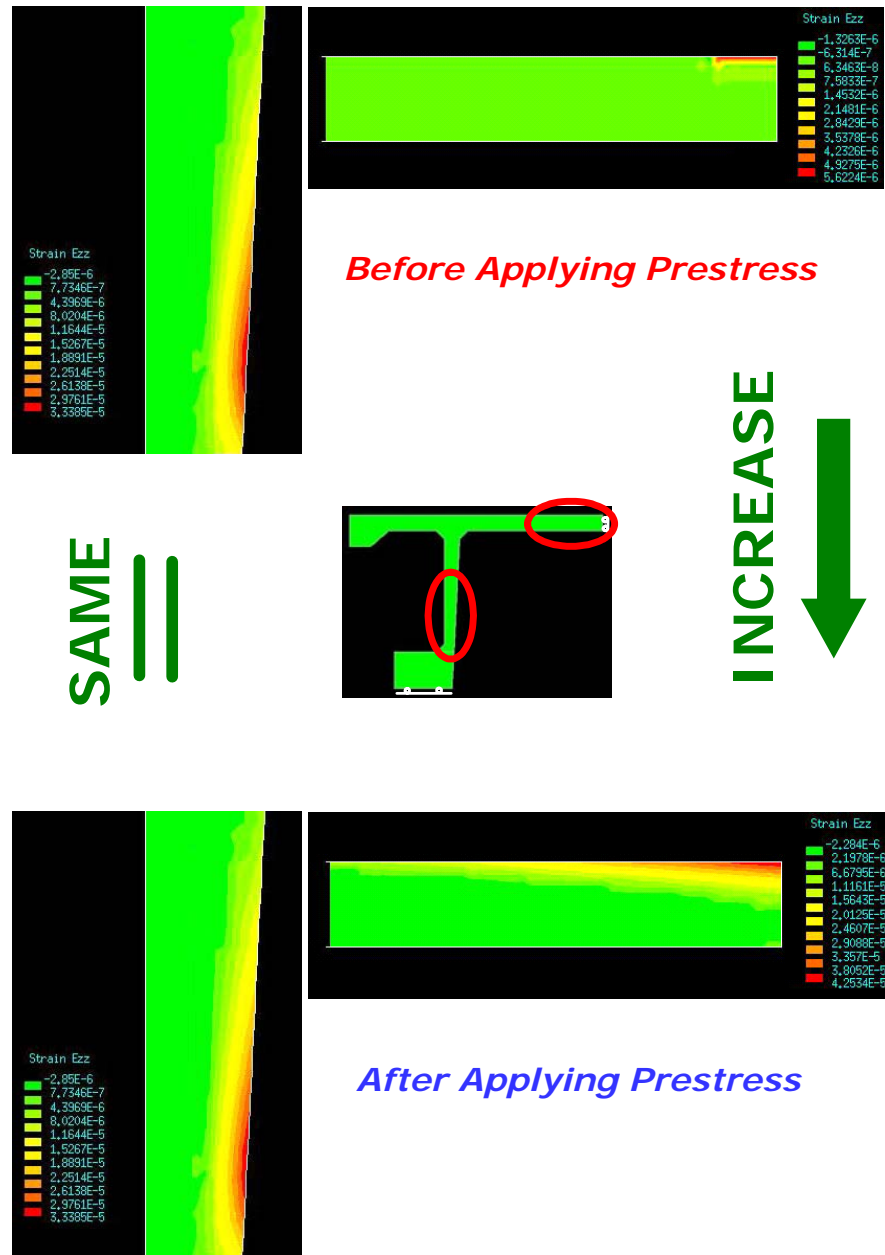 Strain Ezz
-1.3263E-6
-6.314E-7
6.3463E-8
7.5833E-7
1.4532E-6
2.1481E-6
2.8429E-6
3.5378E-6
4.2326E-6
4.9275E-6
5.6224E-6
Strain Ezz
-2.85E-6
7.7346E-7
4.3969E-6
8.0204E-6
1.1644E-5
1.5267E-5
1.8891E-5
2.2514E-5
2.6138E-5
2.9761E-5
3.3385E-5
Before Applying Prestress
SAME
INCREASE
Strain Ezz
-2.284E-6
2.1978E-6
6.6795E-6
1.1161E-5
1.5643E-5
2.0125E-5
2.4607E-5
2.9088E-5
3.357E-5
3.8052E-5
4.2534E-5
Strain Ezz
-2.85E-6
7.7346E-7
4.3969E-6
8.0204E-6
1.1644E-5
1.5267E-5
1.8891E-5
2.2514E-5
2.6138E-5
2.9761E-5
3.3385E-5
After Applying Prestress